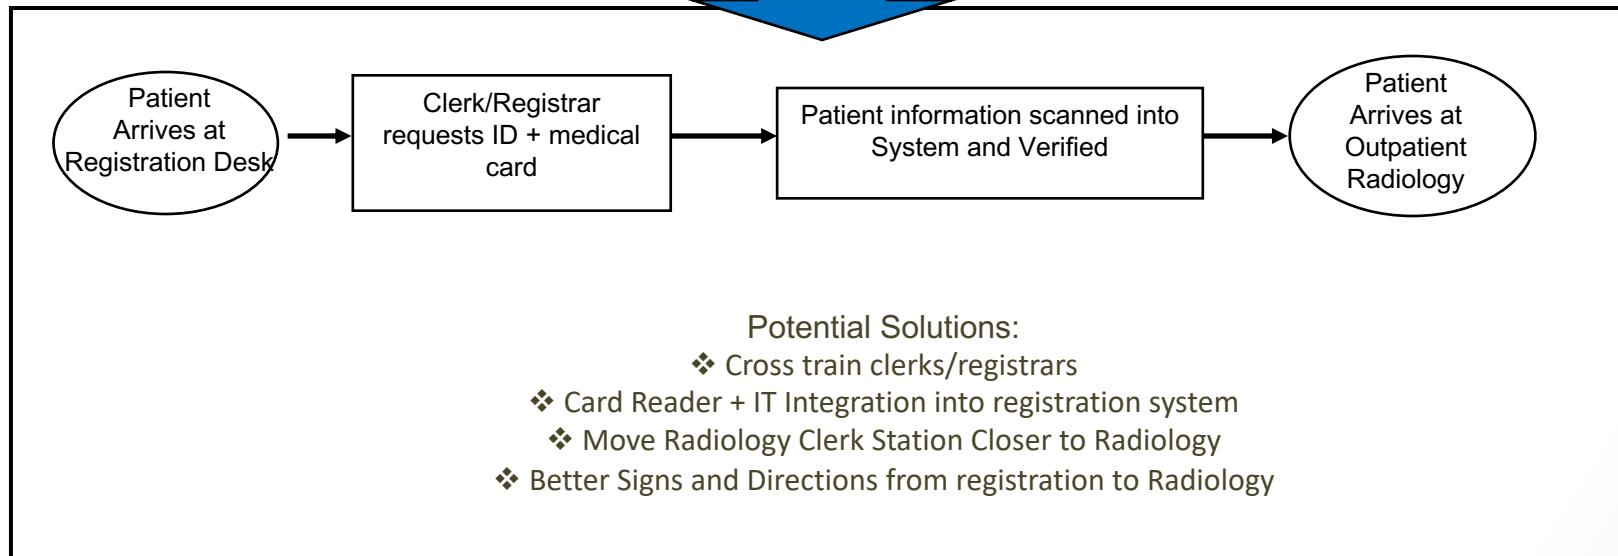 Patient
Arrives at
Registration Desk
Clerk/Registrar
requests ID + medical
card
Patient information scanned into
System and Verified
Patient
Arrives at
Outpatient
Radiology
Potential Solutions:
❖ Cross train clerks/registrars
❖ Card Reader + IT Integration into registration system
❖ Move Radiology Clerk Station Closer to Radiology
❖ Better Signs and Directions from registration to Radiology